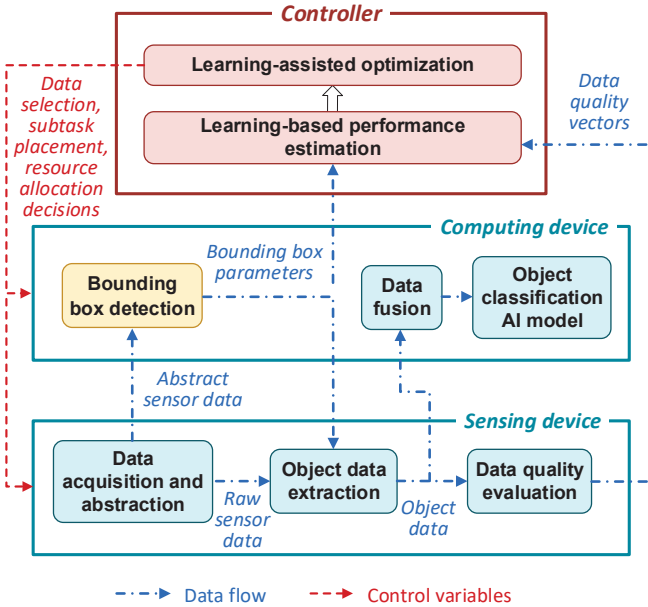 Controller
Learning-assisted optimization
Learning-based performance
estimation
Data
selection,
subtask
placement,
resource
allocation
decisions
Data
quality
vectors
Computing device
Bounding box
parameters
Bounding
box detection
Data
fusion
Object
classification
AI model
Abstract
sensor data
Sensing device
Data
acquisition and
abstraction
Raw
sensor
data
Object data
extraction
Object
data
Data quality
evaluation
Data flow
Control variables